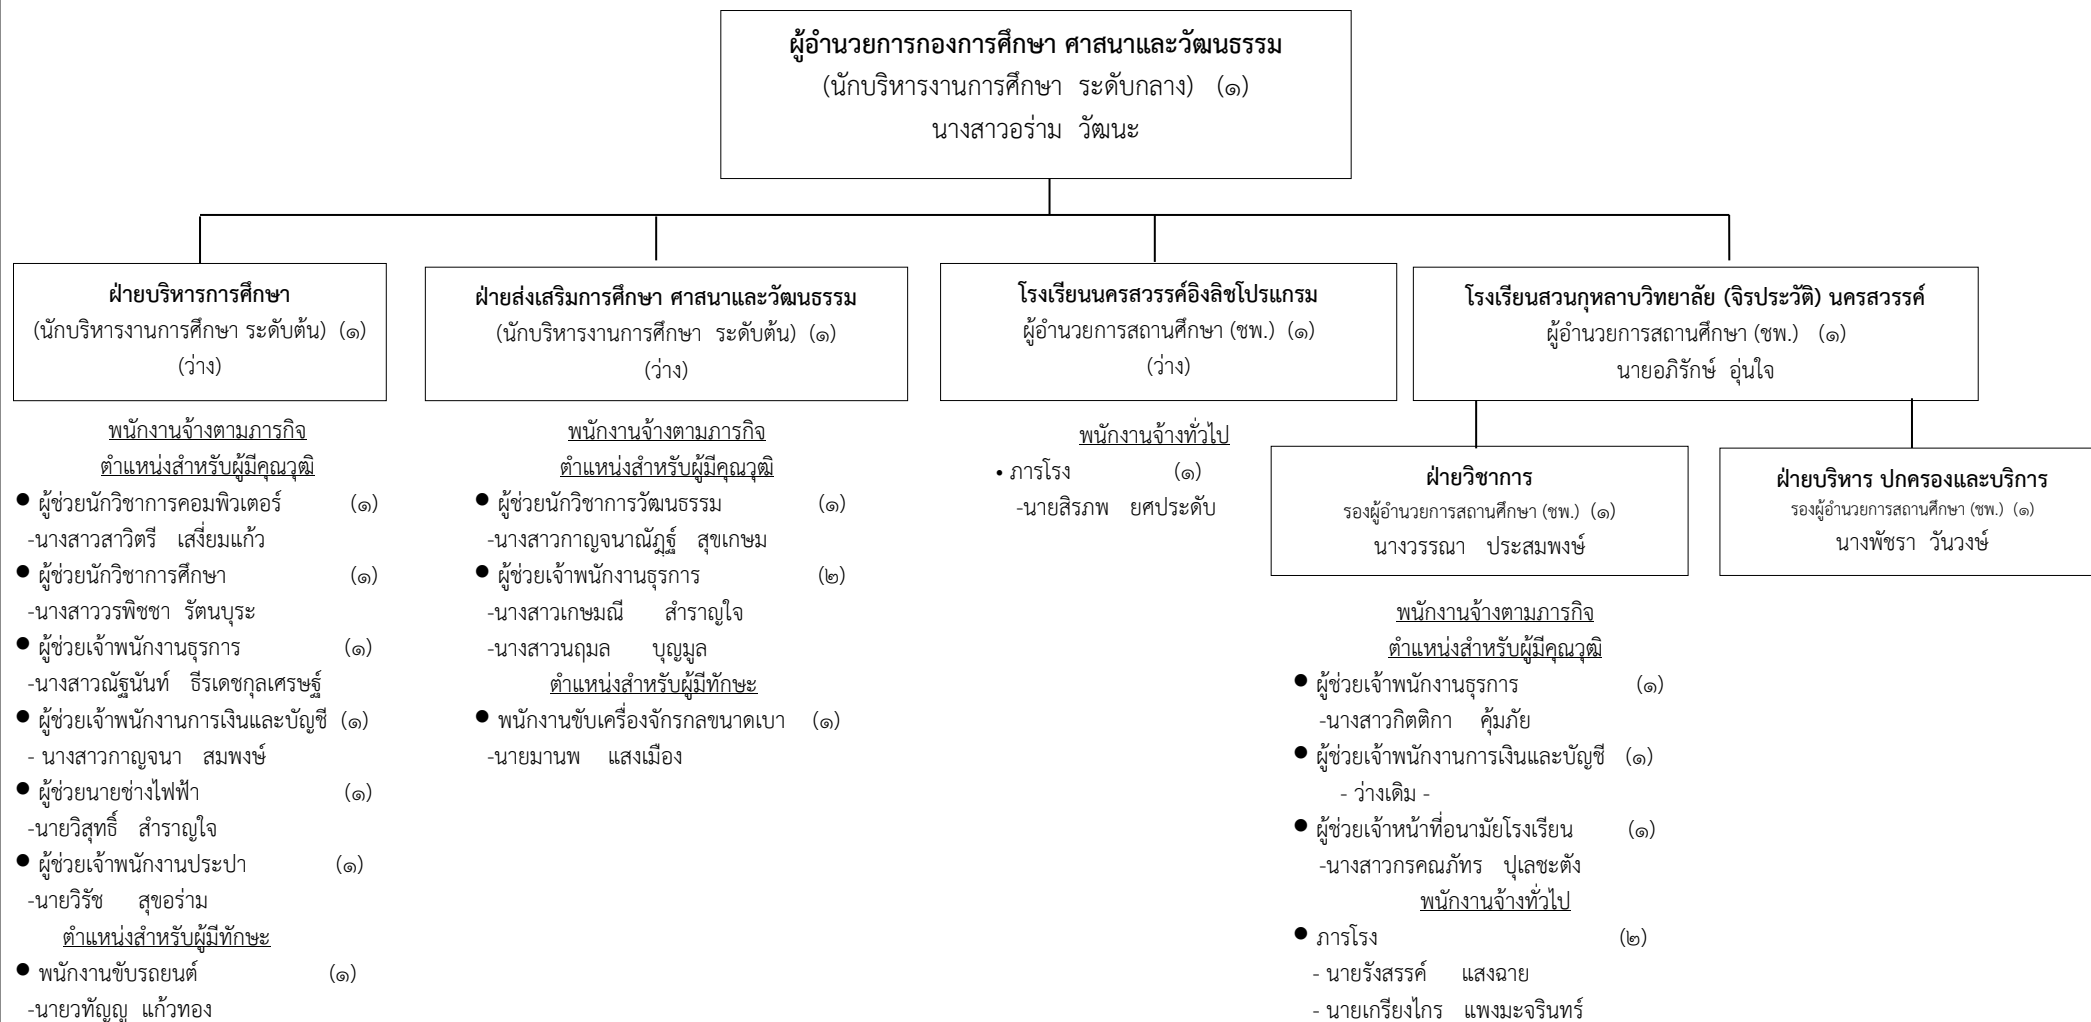 ผู้อำนวยการกองการศึกษา ศาสนาและวัฒนธรรม
(นักบริหารงานการศึกษา ระดับกลาง) (๑)
นางสาวอร่าม วัฒนะ
ฝ่ายบริหารการศึกษา
(นักบริหารงานการศึกษา ระดับต้น) (๑)
(ว่าง)
พนักงานจ้างตามภารกิจ
ตำแหน่งสำหรับผู้มีคุณวุฒิ
● ผู้ช่วยนักวิชาการคอมพิวเตอร์ (๑)
-นางสาวสาวิตรี เสงี่ยมแก้ว
● ผู้ช่วยนักวิชาการศึกษา (๑)
-นางสาววรพิชชา รัตนบุระ
● ผู้ช่วยเจ้าพนักงานธุรการ (๑)
-นางสาวณัฐนันท์ ธีรเดชกุลเศรษฐ์
● ผู้ช่วยเจ้าพนักงานการเงินและบัญชี (๑)
- นางสาวกาญจนา สมพงษ์
● ผู้ช่วยนายช่างไฟฟ้า (๑)
-นายวิสุทธิ์ สำราญใจ
● ผู้ช่วยเจ้าพนักงานประปา (๑)
-นายวิรัช สุขอร่าม
ตำแหน่งสำหรับผู้มีทักษะ
● พนักงานขับรถยนต์ (๑)
-นายวทัญญู แก้วทอง
ฝ่ายส่งเสริมการศึกษา ศาสนาและวัฒนธรรม
(นักบริหารงานการศึกษา ระดับต้น) (๑)
(ว่าง)
พนักงานจ้างตามภารกิจ
ตำแหน่งสำหรับผู้มีคุณวุฒิ
● ผู้ช่วยนักวิชาการวัฒนธรรม (๑)
-นางสาวกาญจนาณัฎฐ์ สุขเกษม
● ผู้ช่วยเจ้าพนักงานธุรการ (๒)
-นางสาวเกษมณี สำราญใจ
-นางสาวนฤมล บุญมูล
ตำแหน่งสำหรับผู้มีทักษะ
● พนักงานขับเครื่องจักรกลขนาดเบา (๑)
-นายมานพ แสงเมือง
โรงเรียนนครสวรรค์อิงลิชโปรแกรม
ผู้อำนวยการสถานศึกษา (ชพ.) (๑)
(ว่าง)
พนักงานจ้างทั่วไป
• ภารโรง (๑)
-นายสิรภพ ยศประดับ
โรงเรียนสวนกุหลาบวิทยาลัย (จิรประวัติ) นครสวรรค์
ผู้อำนวยการสถานศึกษา (ชพ.) (๑)
นายอภิรักษ์ อุ่นใจ
ฝ่ายวิชาการ
รองผู้อำนวยการสถานศึกษา (ชพ.) (๑)
นางวรรณา ประสมพงษ์
ฝ่ายบริหาร ปกครองและบริการ
รองผู้อำนวยการสถานศึกษา (ชพ.) (๑)
นางพัชรา วันวงษ์
พนักงานจ้างตามภารกิจ
ตำแหน่งสำหรับผู้มีคุณวุฒิ
● ผู้ช่วยเจ้าพนักงานธุรการ (๑)
-นางสาวกิตติกา คุ้มภัย
● ผู้ช่วยเจ้าพนักงานการเงินและบัญชี (๑)
- ว่างเดิม -
● ผู้ช่วยเจ้าหน้าที่อนามัยโรงเรียน (๑)
-นางสาวกรคณภัทร ปุเลชะตัง
พนักงานจ้างทั่วไป
● ภารโรง (๒)
- นายรังสรรค์ แสงฉาย
- นายเกรียงไกร แพงมะจรินทร์